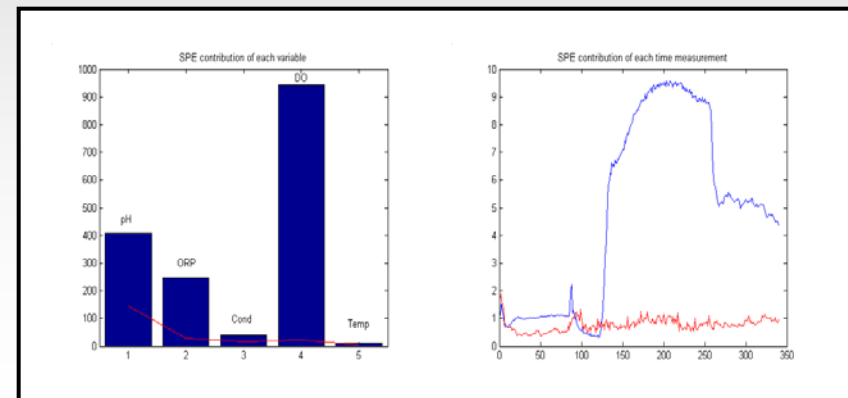 SPE contribution of each variable
1000
900
800
700
600
500
400
300
200
100
0
pH
ORP
Cond
DO
Temp
1 2 3 4 5
SPE contribution of each time measurement
10
9
8
7
6
5
4
3
2
1
0
0 50 100 150 200 250 300 350